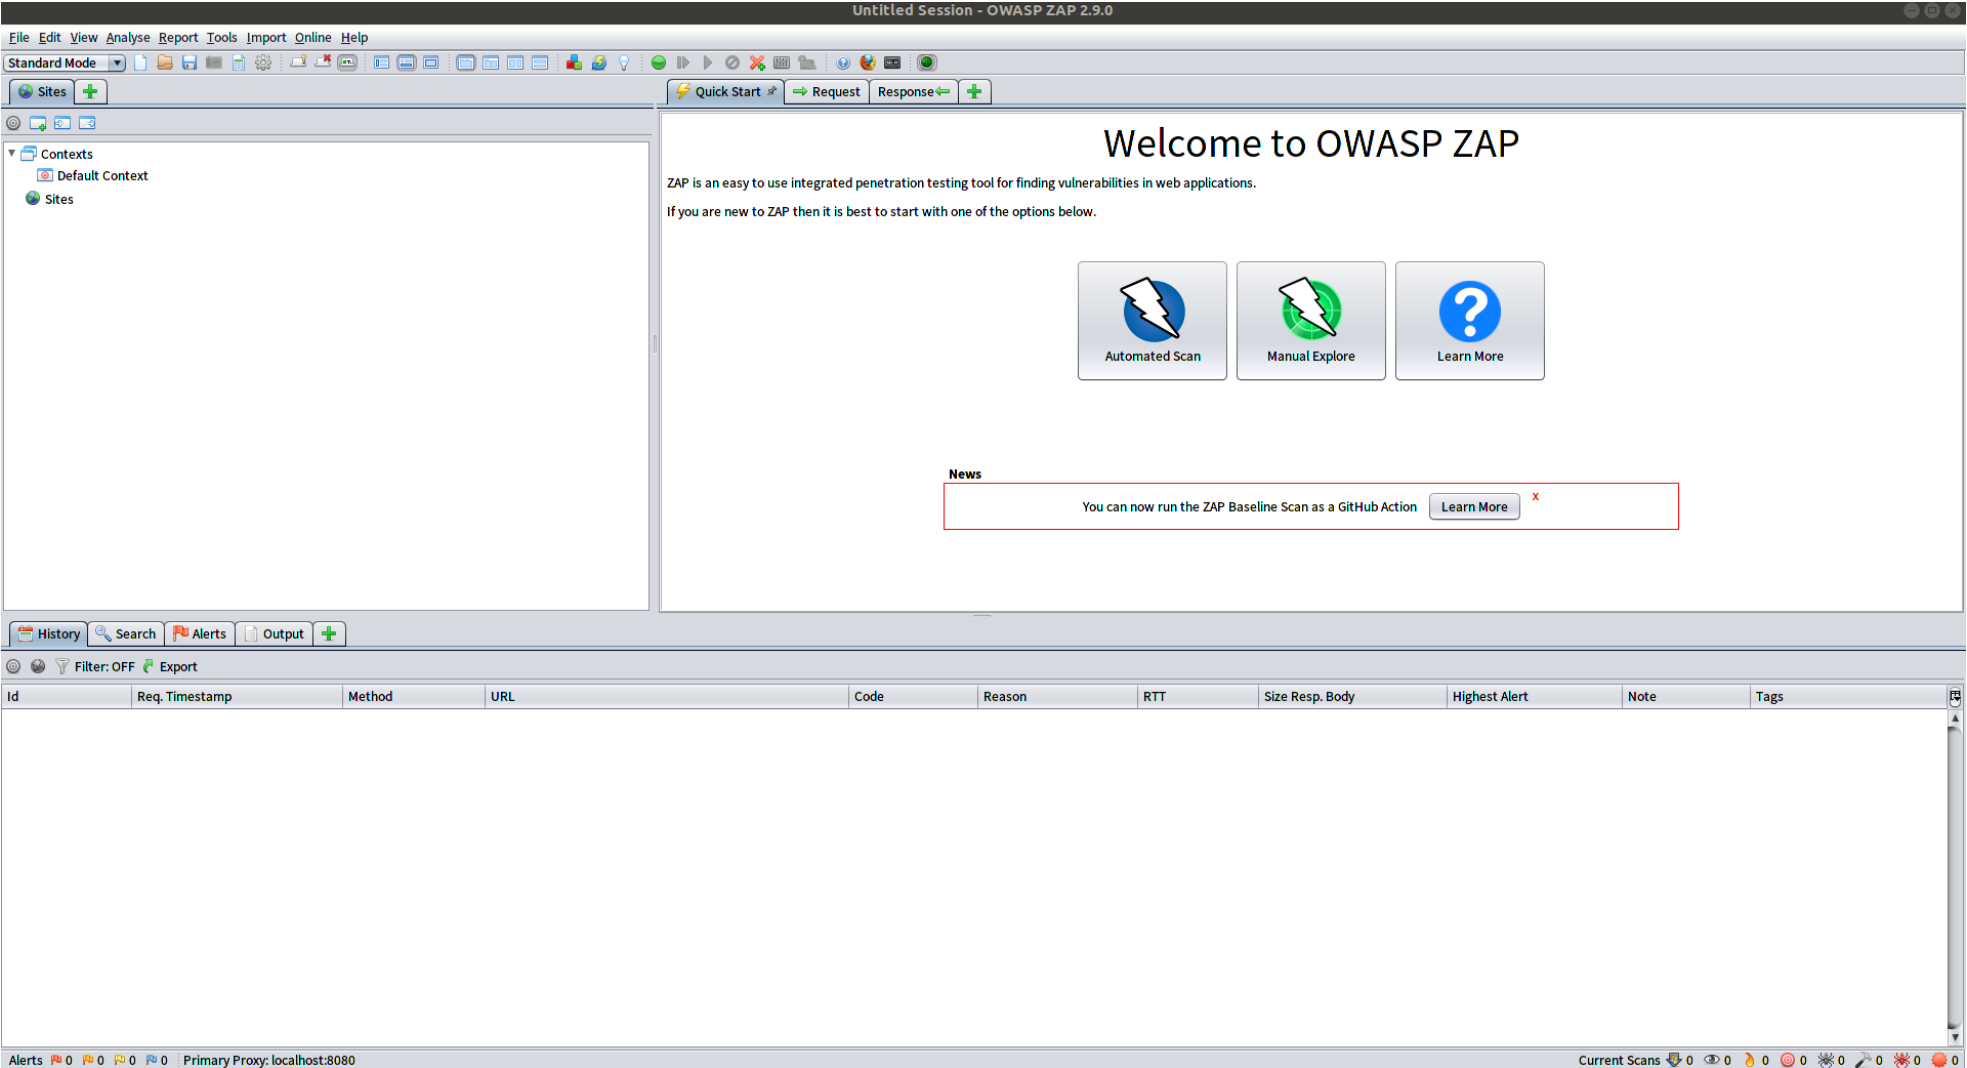 Untitled Session - OWASP ZAP 2.9.0
File Edit View Analyse Report Tools Import Online Help
Standard Mode
Sites
Quick Start Request Response
Contexts
Default Context
Sites
Welcome to OWASP ZAP
ZAP is an easy to use integrated penetration testing tool for finding vulnerabilities in web applications.
If you are new to ZAP then it is best to start with one of the options below.
Automated Scan Manual Explore Learn More
News
You can now run the ZAP Baseline Scan as a GitHub Action Learn More x
History Search Alerts Output
Filter: OFF Export
Id Req. Timestamp Method URL Code Reason RTT Size Resp. Body Highest Alert Note Tags
Alerts 0 0 0 0 Primary Proxy: localhost:8080 Current Scans 0 0 0 0 0 0 0 0